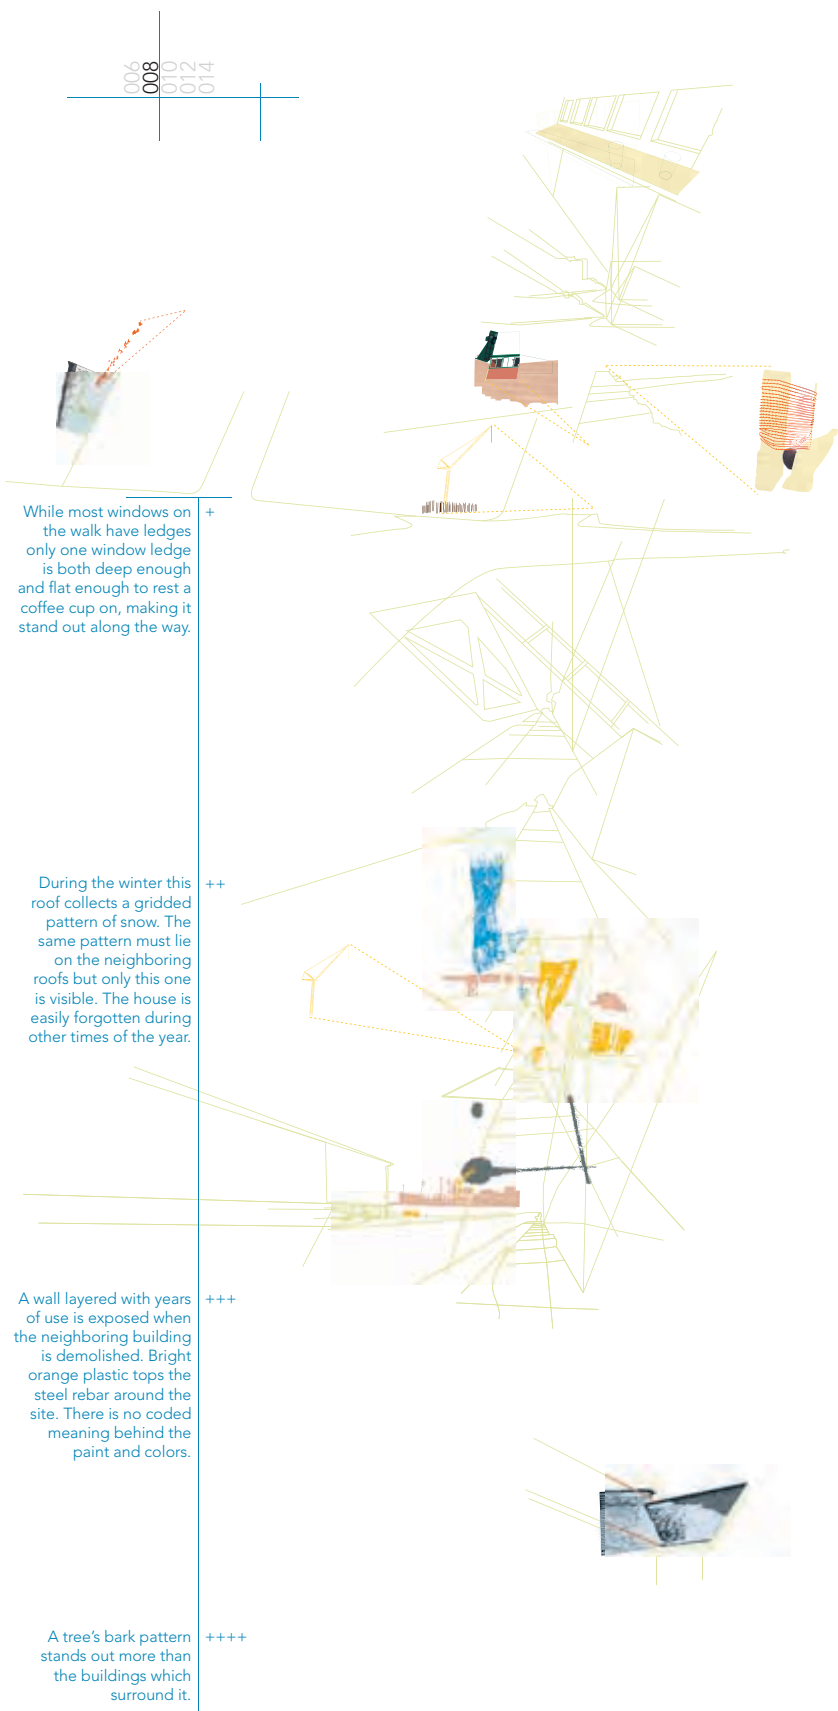 006
008
010
012
014
While most windows on
the walk have ledges
only one window ledge
is both deep enough
and flat enough to rest a
coffee cup on, making it
stand out along the way.
+
During the winter this
roof collects a gridded
pattern of snow. The
same pattern must lie
on the neighboring
roofs but only this one
is visible. The house is
easily forgotten during
other times of the year.
++
A wall layered with years
of use is exposed when
the neighboring building
is demolished. Bright
orange plastic tops the
steel rebar around the
site. There is no coded
meaning behind the
paint and colors.
+++
A tree’s bark pattern
stands out more than
the buildings which
surround it.
++++